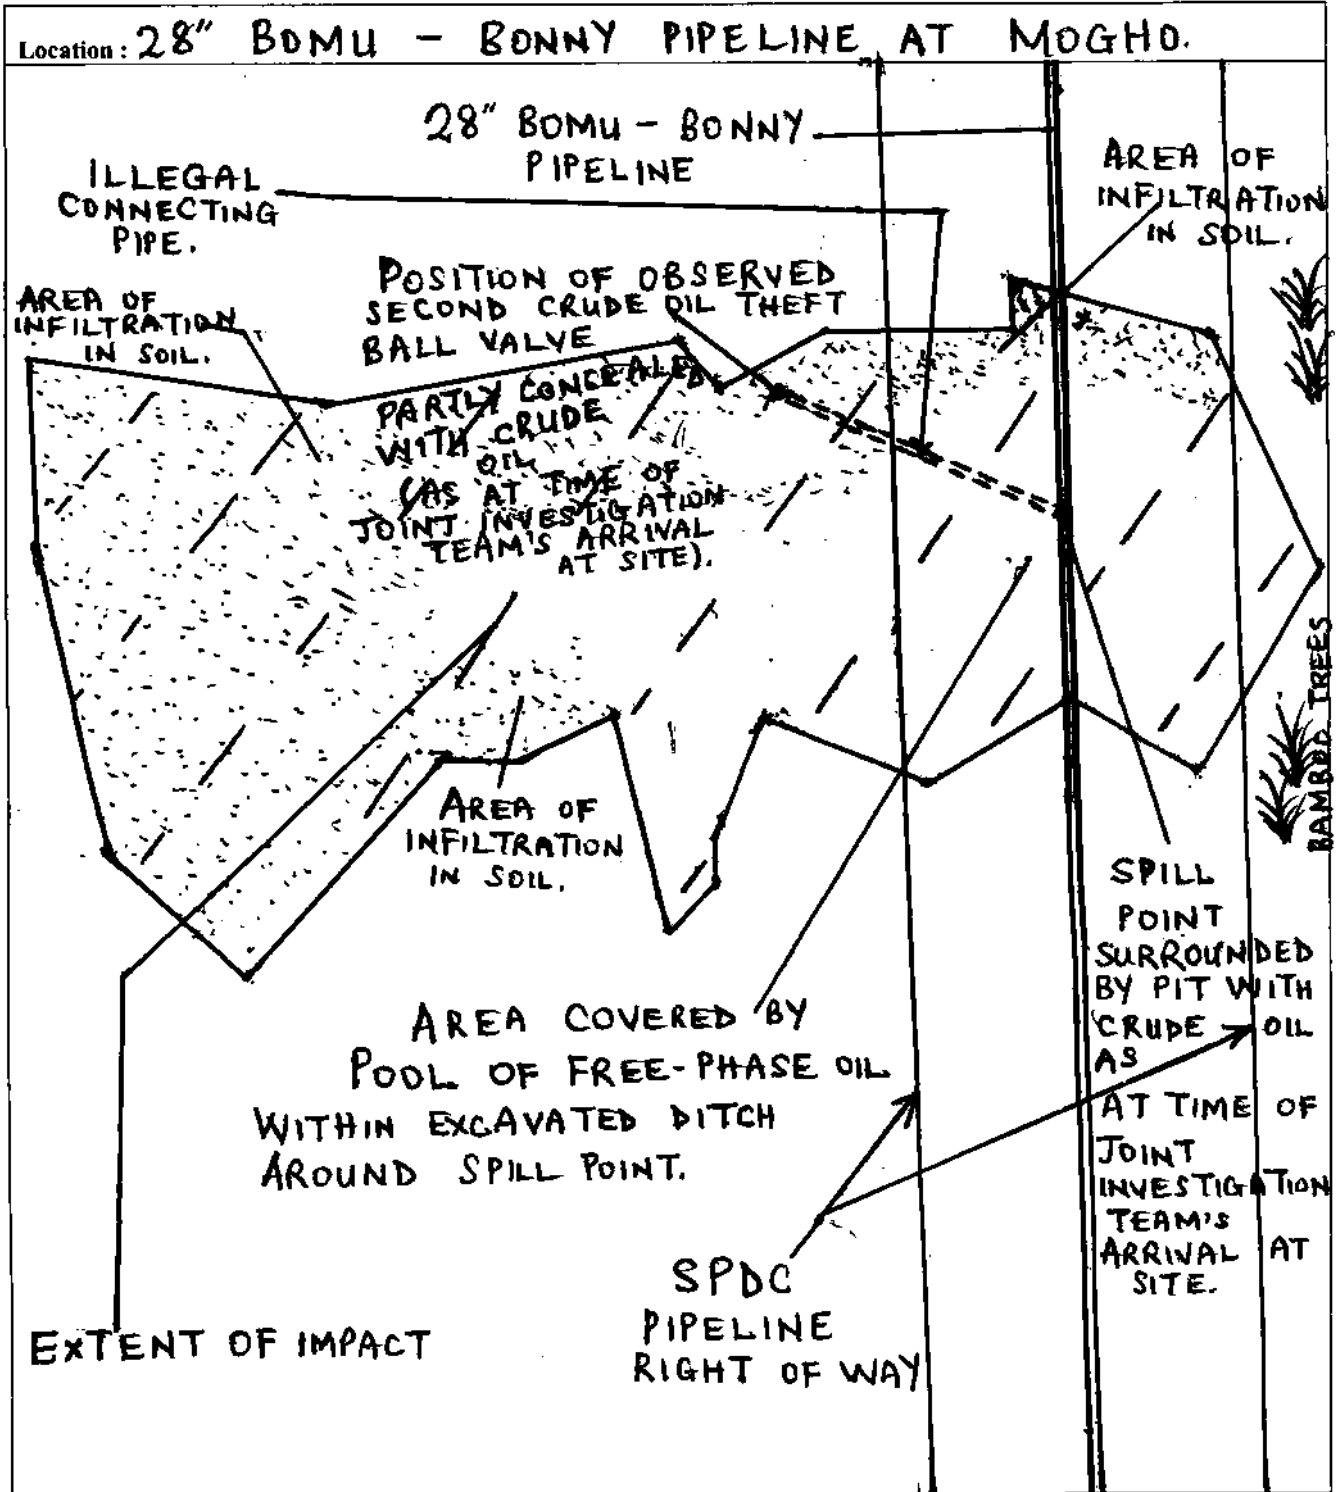 Location : 28" BOMU - BONNY PIPELINE AT MOGHO.
28" BOMU - BONNY
PIPELINE
ILLEGAL
CONNECTING
PIPE.
AREA OF
INFILTRATION
IN SOIL.
POSITION OF OBSERVED
SECOND CRUDE OIL THEFT
BALL VALVE
PARTLY CONCEALED
WITH CRUDE
OIL
(AS AT TIME OF
JOINT INVESTIGATION
TEAM'S ARRIVAL
AT SITE).
AREA OF
INFILTRATION
IN SOIL.
BAMBOO TREES
AREA OF
INFILTRATION
IN SOIL.
SPILL
POINT
SURROUNDED
BY PIT WITH
CRUDE OIL
AS
AT TIME OF
JOINT
INVESTIGATION
TEAM'S
ARRIVAL AT
SITE.
AREA COVERED BY
POOL OF FREE-PHASE OIL
WITHIN EXCAVATED DITCH
AROUND SPILL POINT.
SPDC
PIPELINE
RIGHT OF WAY
EXTENT OF IMPACT